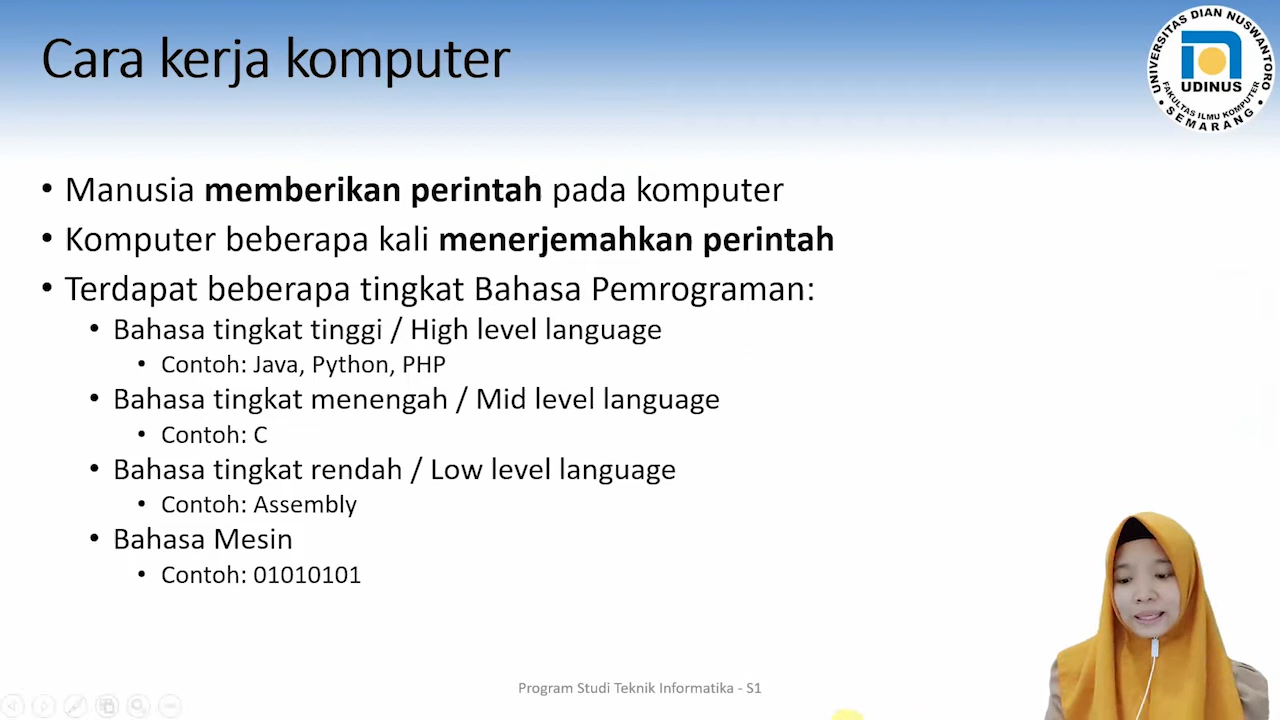 Cara kerja komputer
UNIVERSITAS DIAN NUSWANTORO
UDINUS
FAKULTAS ILMU KOMPUTER
• SEMARANG •
• Manusia memberikan perintah pada komputer
• Komputer beberapa kali menerjemahkan perintah
• Terdapat beberapa tingkat Bahasa Pemrograman:
• Bahasa tingkat tinggi / High level language
• Contoh: Java, Python, PHP
• Bahasa tingkat menengah / Mid level language
• Contoh: C
• Bahasa tingkat rendah / Low level language
• Contoh: Assembly
• Bahasa Mesin
• Contoh: 01010101
Program Studi Teknik Informatika - S1